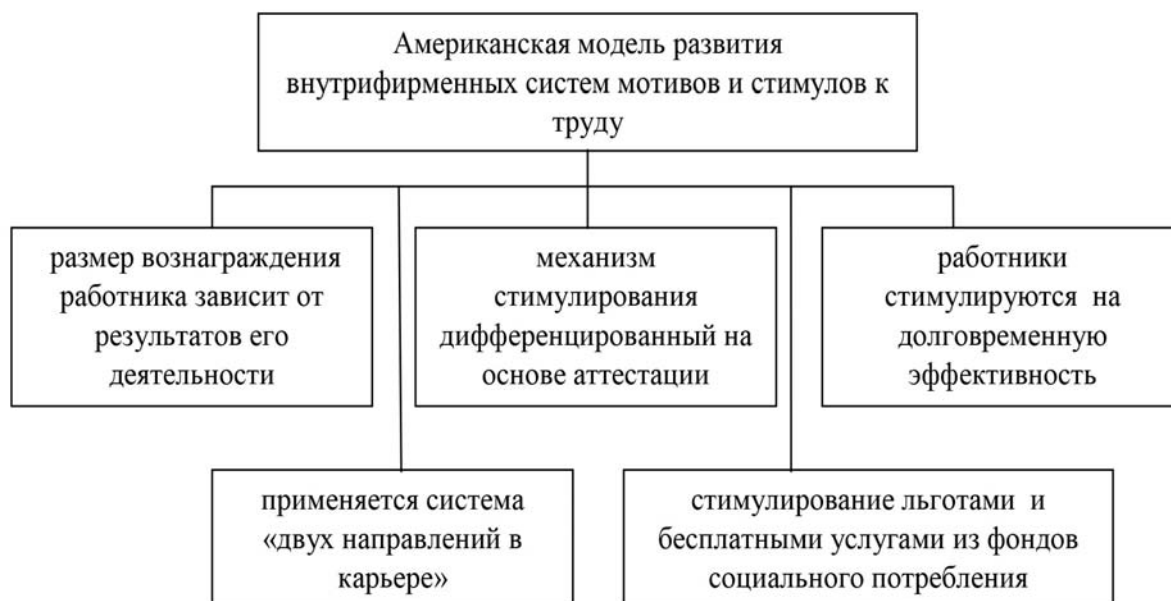 Американская модель развития
внутрифирменных систем мотивов и стимулов к
труду
размер вознаграждения
работника зависит от
результатов его
деятельности
механизм
стимулирования
дифференцированный на
основе аттестации
работники
стимулируются на
долговременную
эффективность
применяется система
«двух направлений в
карьере»
стимулирование льготами и
бесплатными услугами из фондов
социального потребления